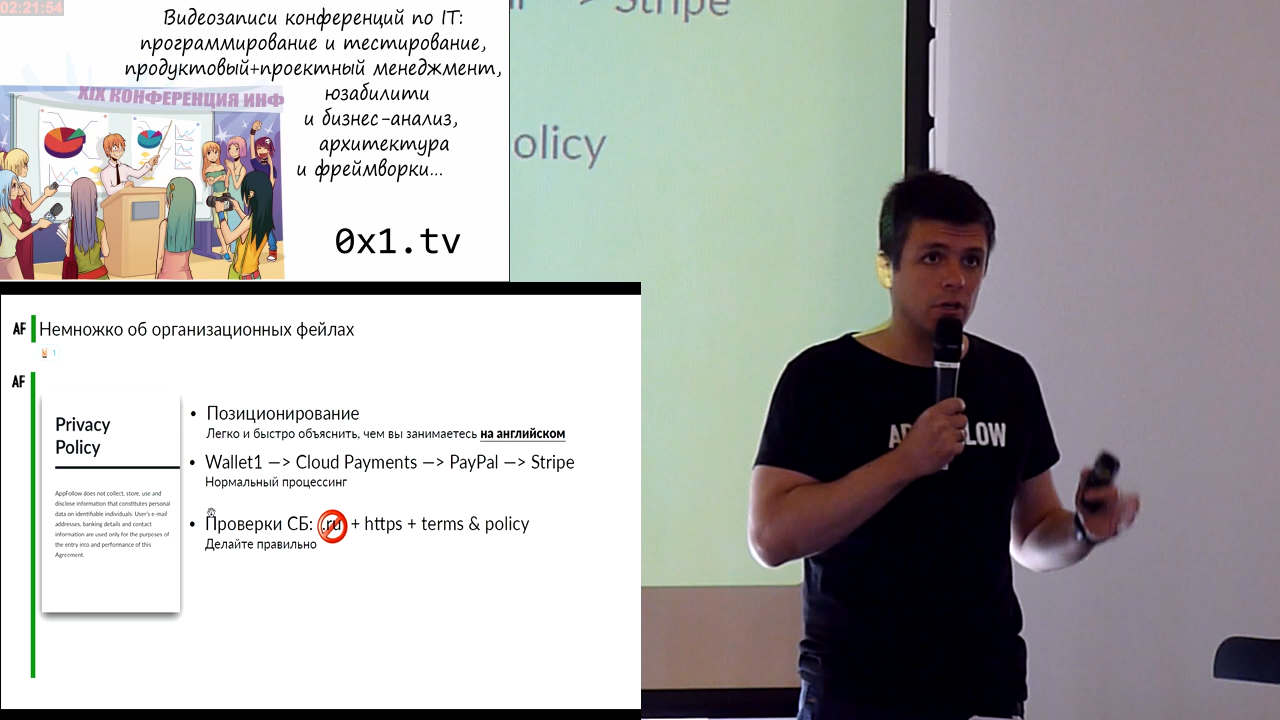 02:21:54
Видеозаписи конференций по IT:
программирование и тестирование,
продуктовый+проектный менеджмент,
юзабилити
и бизнес-анализ,
архитектура
и фреймворки...
XIX КОНФЕРЕНЦИЯ ИНФ
0x1.tv
Stripe
olicy
AF Немножко об организационных фейлах
1
AF
Privacy
Policy
AppFollow does not collect, store, use and
disclose information that constitutes personal
data on identifiable individuals. User's e-mail
addresses, banking details and contact
information are used only for the purposes of
the entry into and performance of this
Agreement.
• Позиционирование
Легко и быстро объяснить, чем вы занимаетесь на английском
• Wallet1 —> Cloud Payments —> PayPal —> Stripe
Нормальный процессинг
• Проверки СБ: .ru + https + terms & policy
Делайте правильно